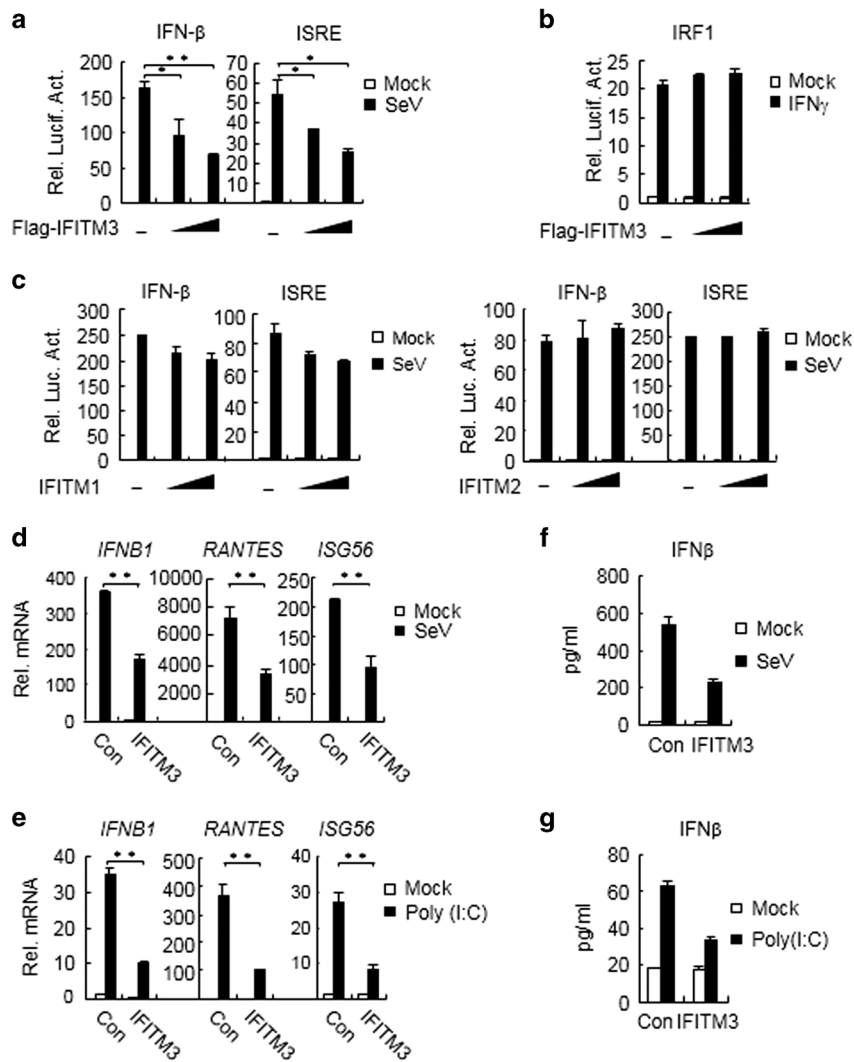 a
IFN-β
ISRE
Rel. Lucif. Act.
200
150
100
50
0
* *
*
60
50
40
30
20
10
*
*
Mock
SeV
Flag-IFITM3
–
–
b
IRF1
Rel. Lucif. Act.
25
20
15
10
5
0
Mock
IFNγ
Flag-IFITM3
–
c
IFN-β
ISRE
Rel. Luc. Act.
300
250
200
150
100
50
0
100
80
60
40
20
Mock
SeV
IFITM1
–
–
IFN-β
ISRE
Rel. Luc. Act.
100
80
60
40
20
0
300
250
200
150
100
50
Mock
SeV
IFITM2
–
–
d
IFNB1
RANTES
ISG56
Rel. mRNA
400
300
200
100
0
* *
10000
8000
6000
4000
2000
* *
250
200
150
100
50
* *
Mock
SeV
Con
IFITM3
Con
IFITM3
Con
IFITM3
f
IFNβ
pg/ml
800
600
400
200
0
Mock
SeV
Con IFITM3
e
IFNB1
RANTES
ISG56
Rel. mRNA
40
30
20
10
0
* *
500
400
300
200
100
* *
40
30
20
10
* *
Mock
Poly (I:C)
Con
IFITM3
Con
IFITM3
Con
IFITM3
g
IFNβ
pg/ml
80
60
40
20
0
Mock
Poly(I:C)
Con IFITM3